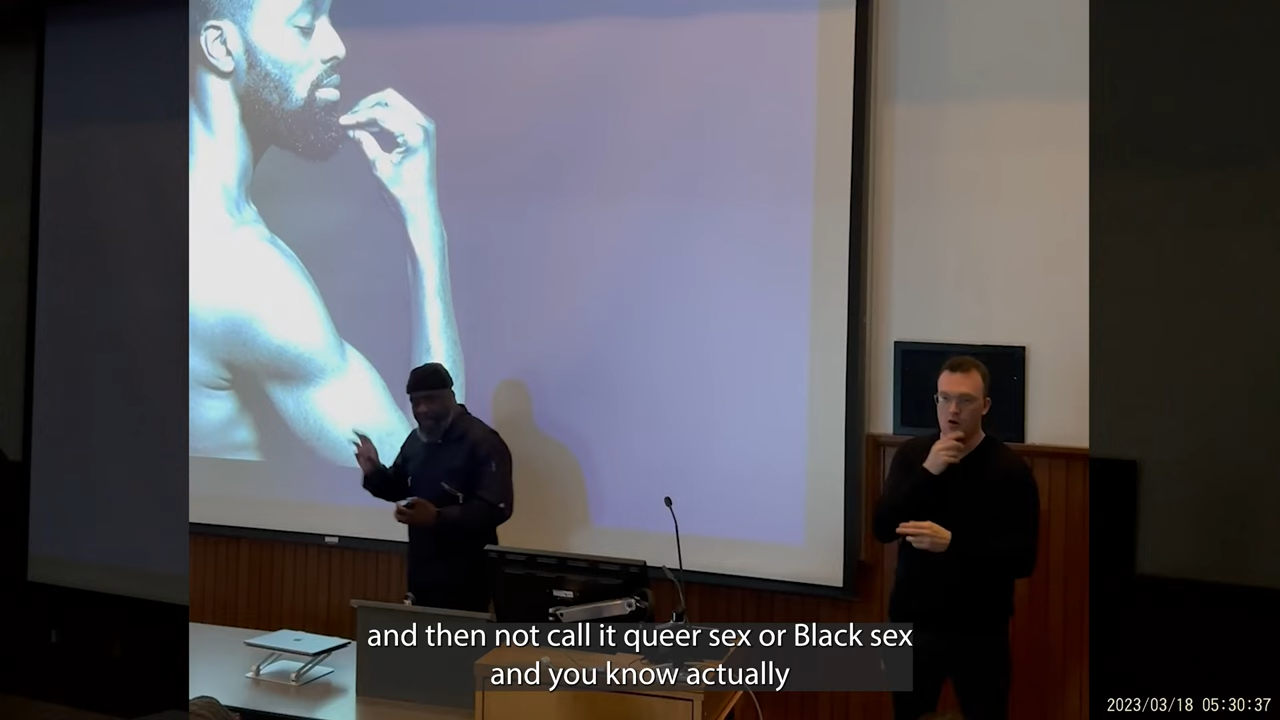 and then not call it queer sex or Black sex
and you know actually
2023/03/18 05:30:37